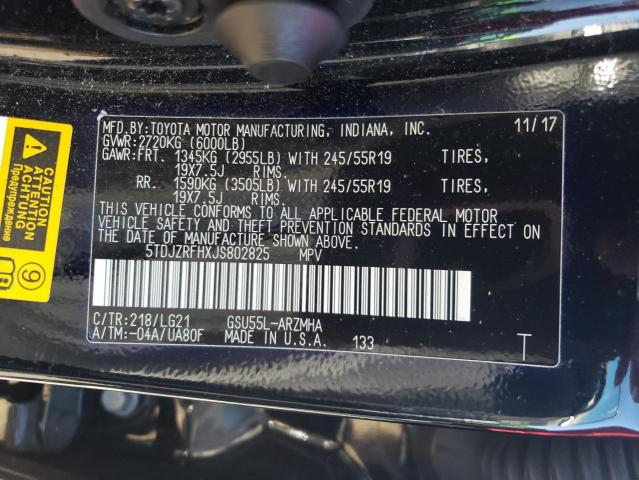 MFD.BY:TOYOTA MOTOR MANUFACTURING, INDIANA, INC. 11/17
GVWR:2720KG (6000LB)
GAWR:FRT. 1345KG (2955LB) WITH 245/55R19 TIRES,
19X7.5J RIMS.
RR. 1590KG (3505LB) WITH 245/55R19 TIRES,
19X7.5J RIMS.
THIS VEHICLE CONFORMS TO ALL APPLICABLE FEDERAL MOTOR
VEHICLE SAFETY AND THEFT PREVENTION STANDARDS IN EFFECT ON
THE DATE OF MANUFACTURE SHOWN ABOVE.
5TDJZRFHXJS802825 MPV
C/TR:218/LG21 GSU55L-ARZMHA
A/TM:-04A/UA80F MADE IN U.S.A. 133 T
CAUTION
ATTENTION
ACHTUNG
Предупреждение
9